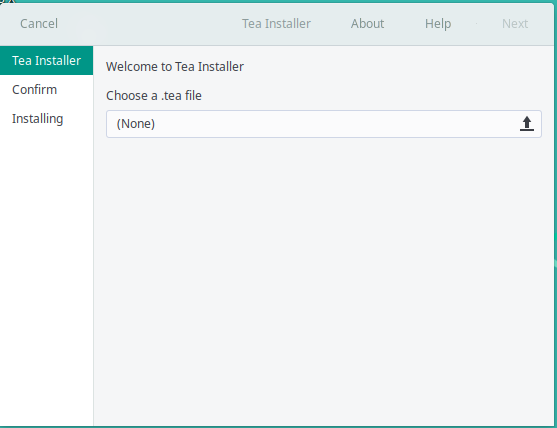 Cancel Tea Installer About Help Next
Tea Installer
Confirm
Installing
Welcome to Tea Installer
Choose a .tea file
(None)